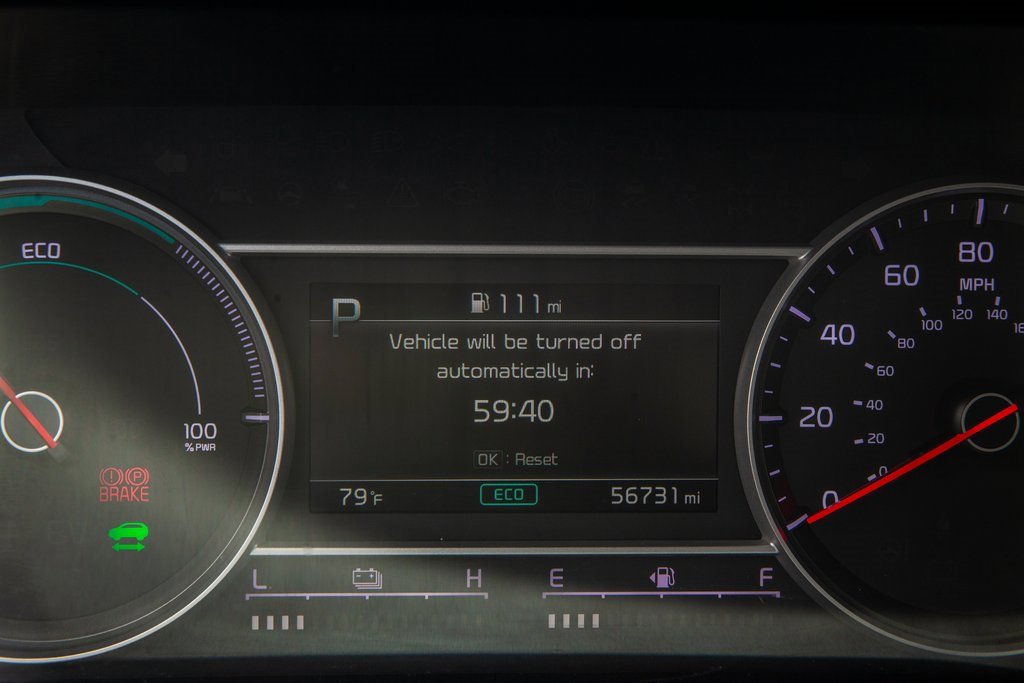 ECO
100
% PWR
BRAKE
P
111 mi
Vehicle will be turned off
automatically in:
59:40
OK : Reset
79°F
ECO
56731 mi
L H
E F
80
MPH
60
40
20
0
140
120
100
80
60
40
20
0